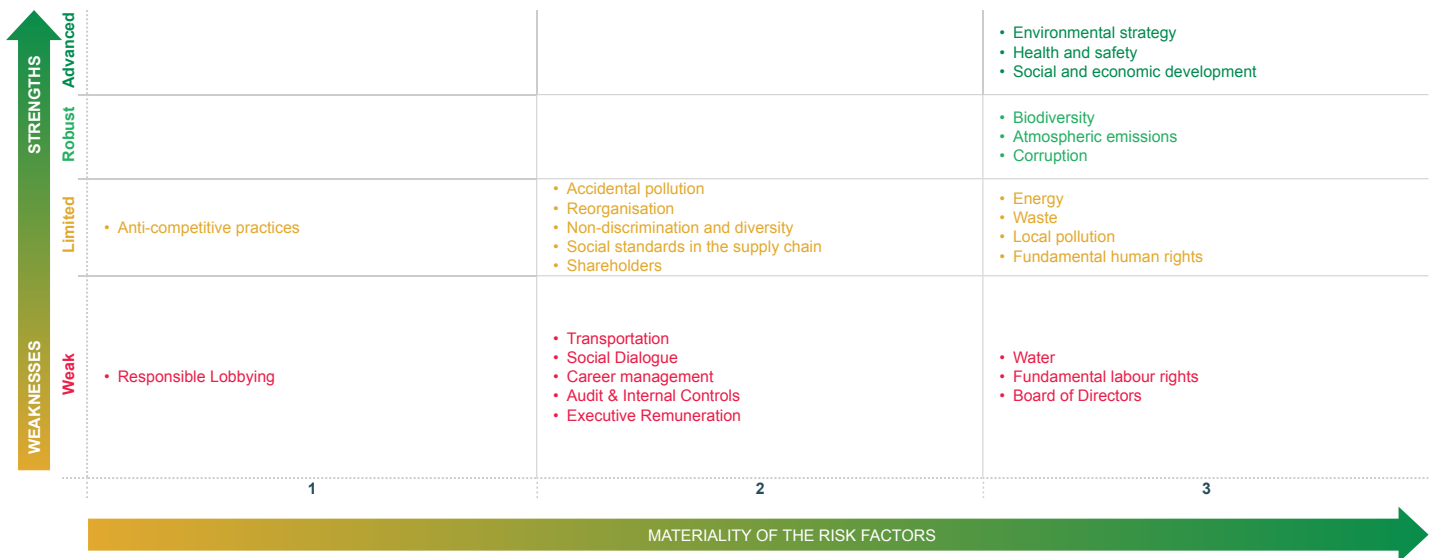 STRENGTHS
WEAKNESSES
Advanced
• Environmental strategy
• Health and safety
• Social and economic development
Robust
• Biodiversity
• Atmospheric emissions
• Corruption
Limited
• Anti-competitive practices
• Accidental pollution
• Reorganisation
• Non-discrimination and diversity
• Social standards in the supply chain
• Shareholders
• Energy
• Waste
• Local pollution
• Fundamental human rights
Weak
• Responsible Lobbying
• Transportation
• Social Dialogue
• Career management
• Audit & Internal Controls
• Executive Remuneration
• Water
• Fundamental labour rights
• Board of Directors
1
2
3
MATERIALITY OF THE RISK FACTORS